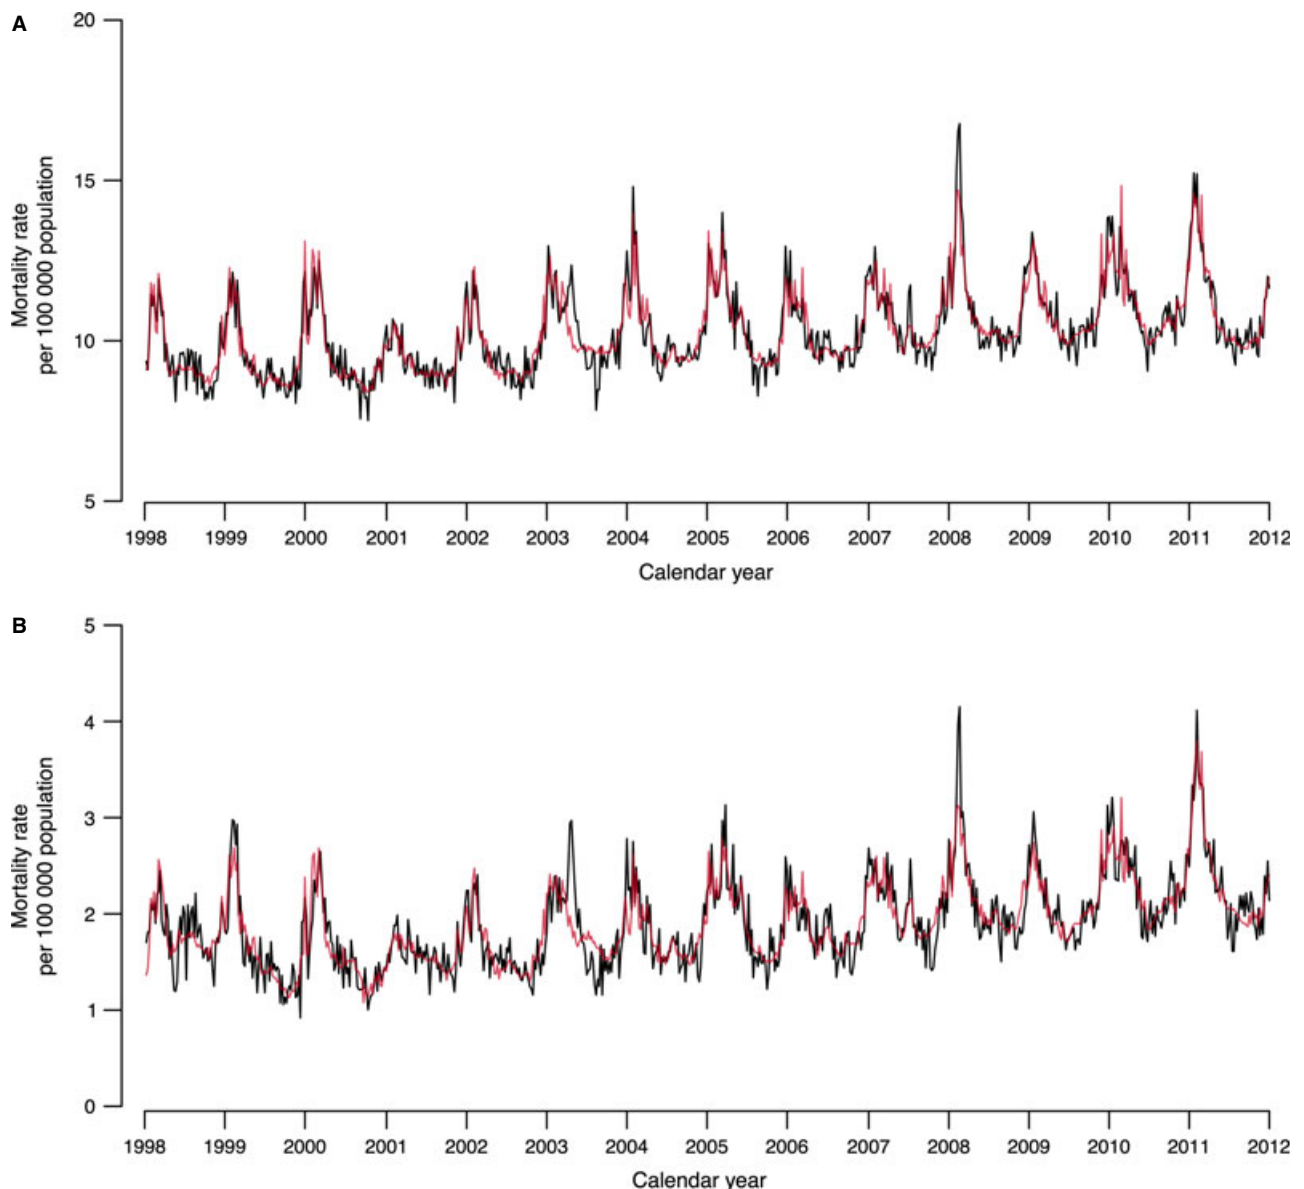 A
20
15
10
5
Mortality rate
per 100 000 population
1998 1999 2000 2001 2002 2003 2004 2005 2006 2007 2008 2009 2010 2011 2012
Calendar year
B
5
4
3
2
1
0
Mortality rate
per 100 000 population
1998 1999 2000 2001 2002 2003 2004 2005 2006 2007 2008 2009 2010 2011 2012
Calendar year